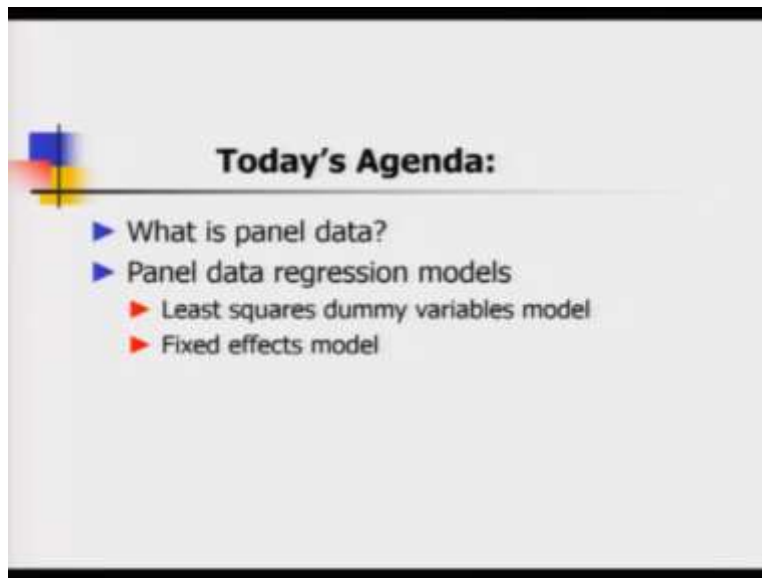 Today's Agenda:
What is panel data?
Panel data regression models
Least squares dummy variables model
Fixed effects model